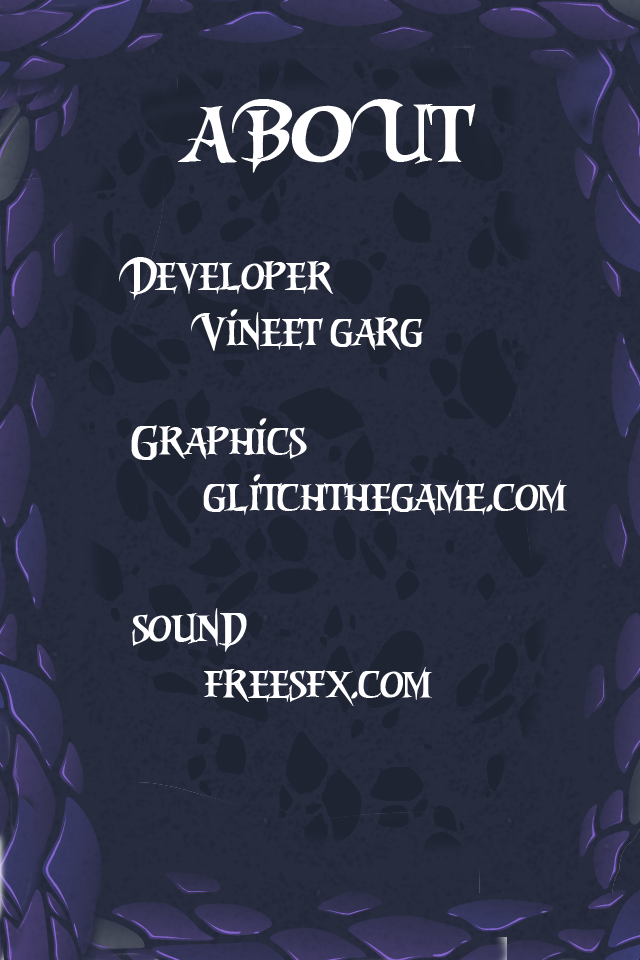 ABOUT
Developer
Vineet garg
Graphics
glitchthegame.com
sound
freesfx.com